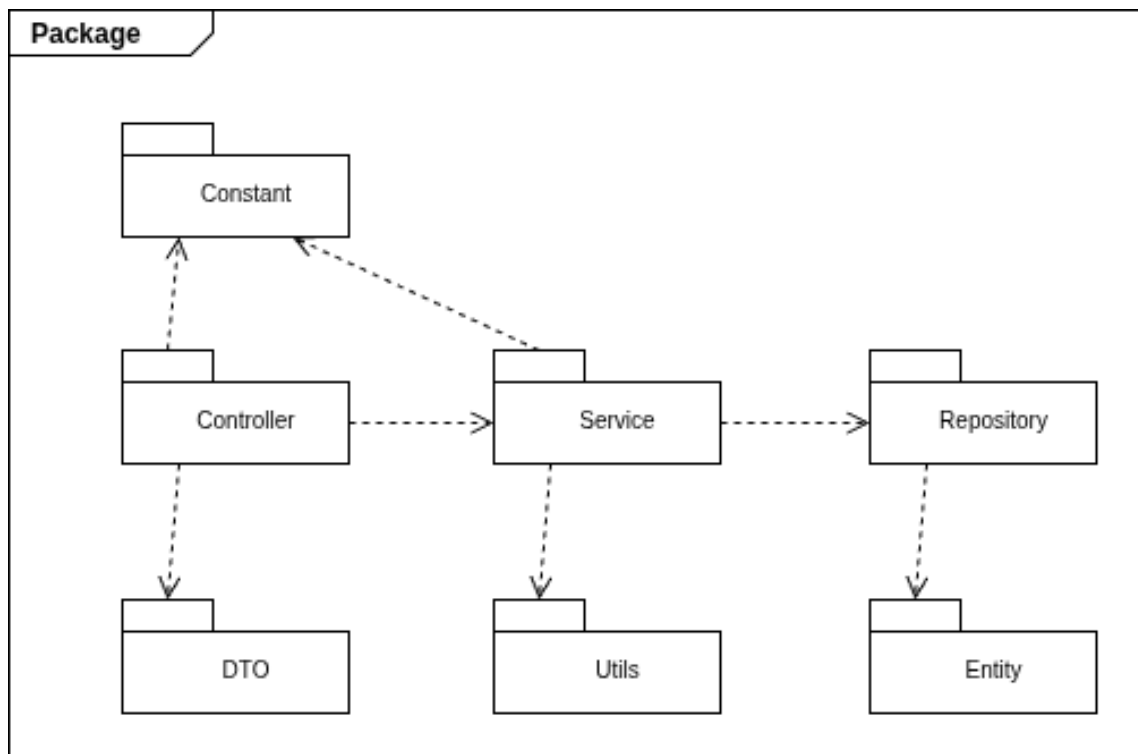 Package
Constant
Controller
Service
Repository
DTO
Utils
Entity